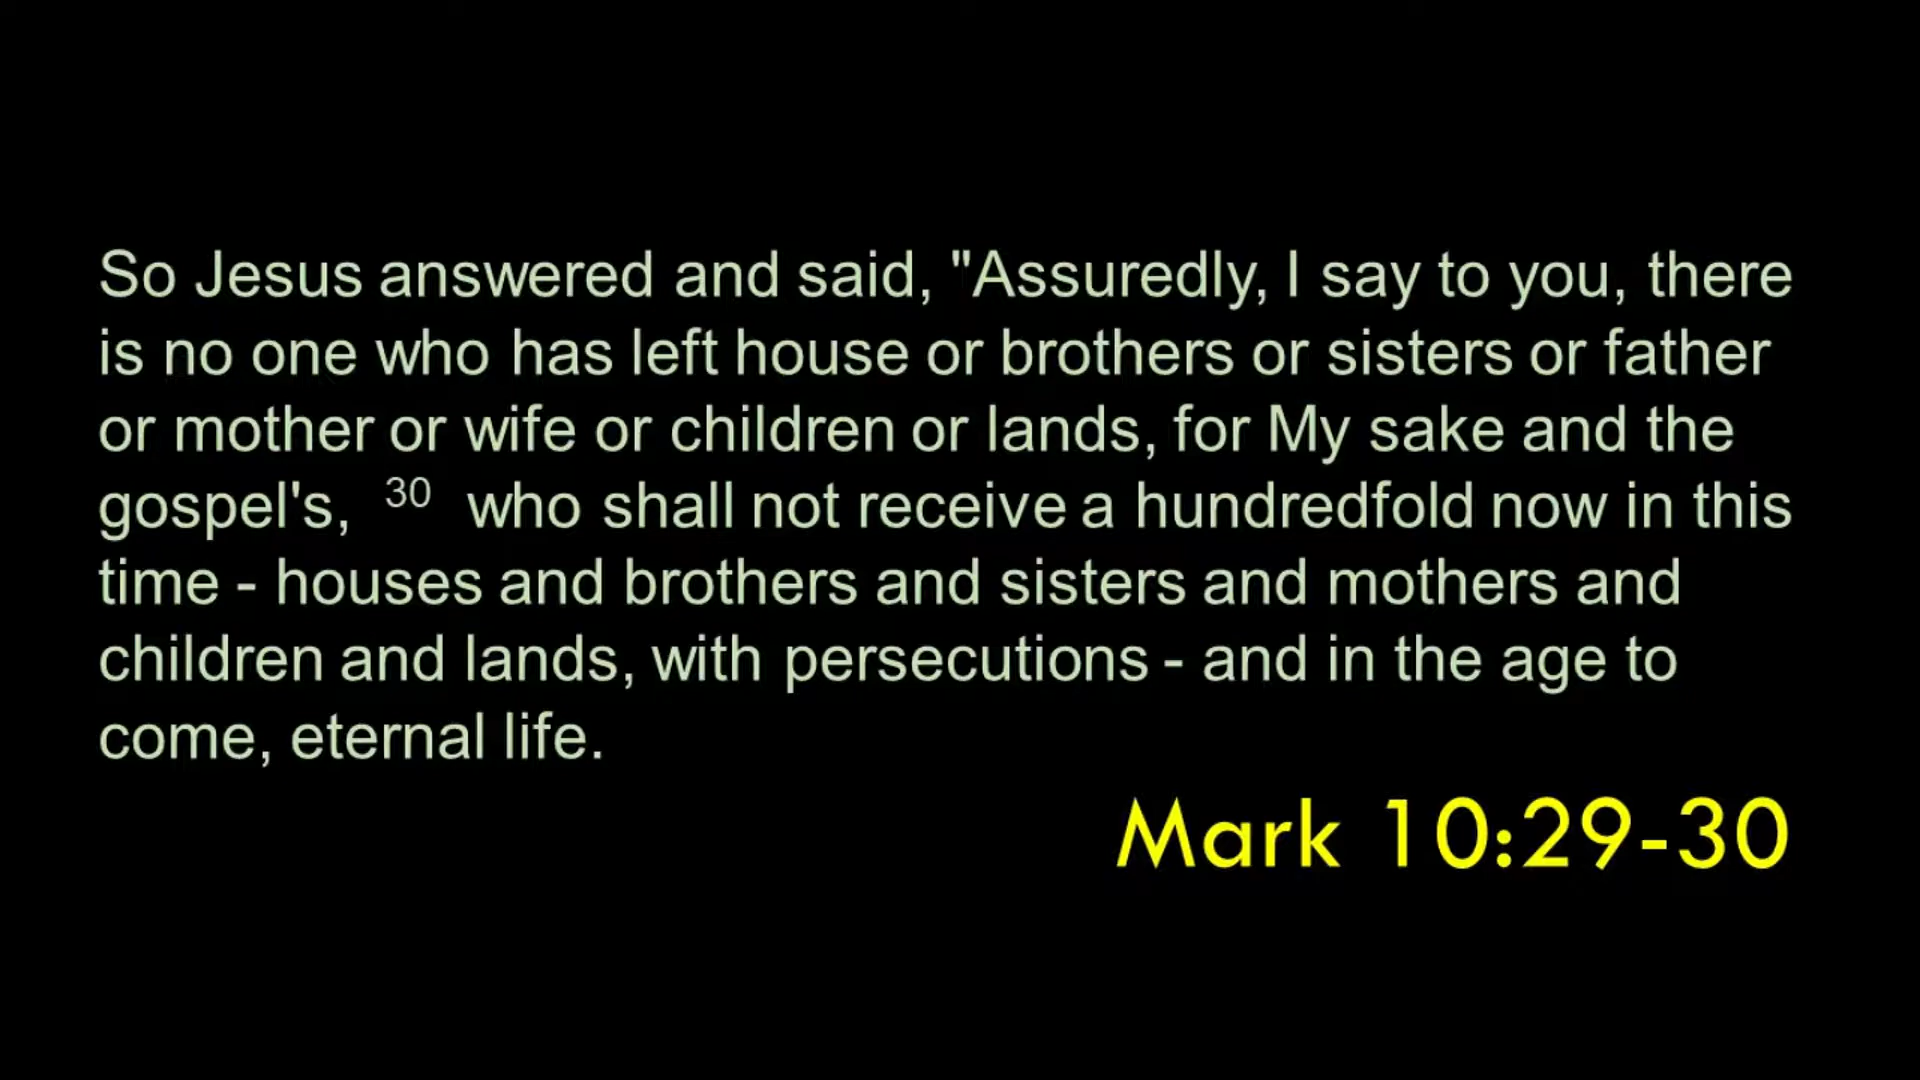 So Jesus answered and said, "Assuredly, I say to you, there
is no one who has left house or brothers or sisters or father
or mother or wife or children or lands, for My sake and the
gospel's, 30 who shall not receive a hundredfold now in this
time - houses and brothers and sisters and mothers and
children and lands, with persecutions - and in the age to
come, eternal life.
Mark 10:29-30